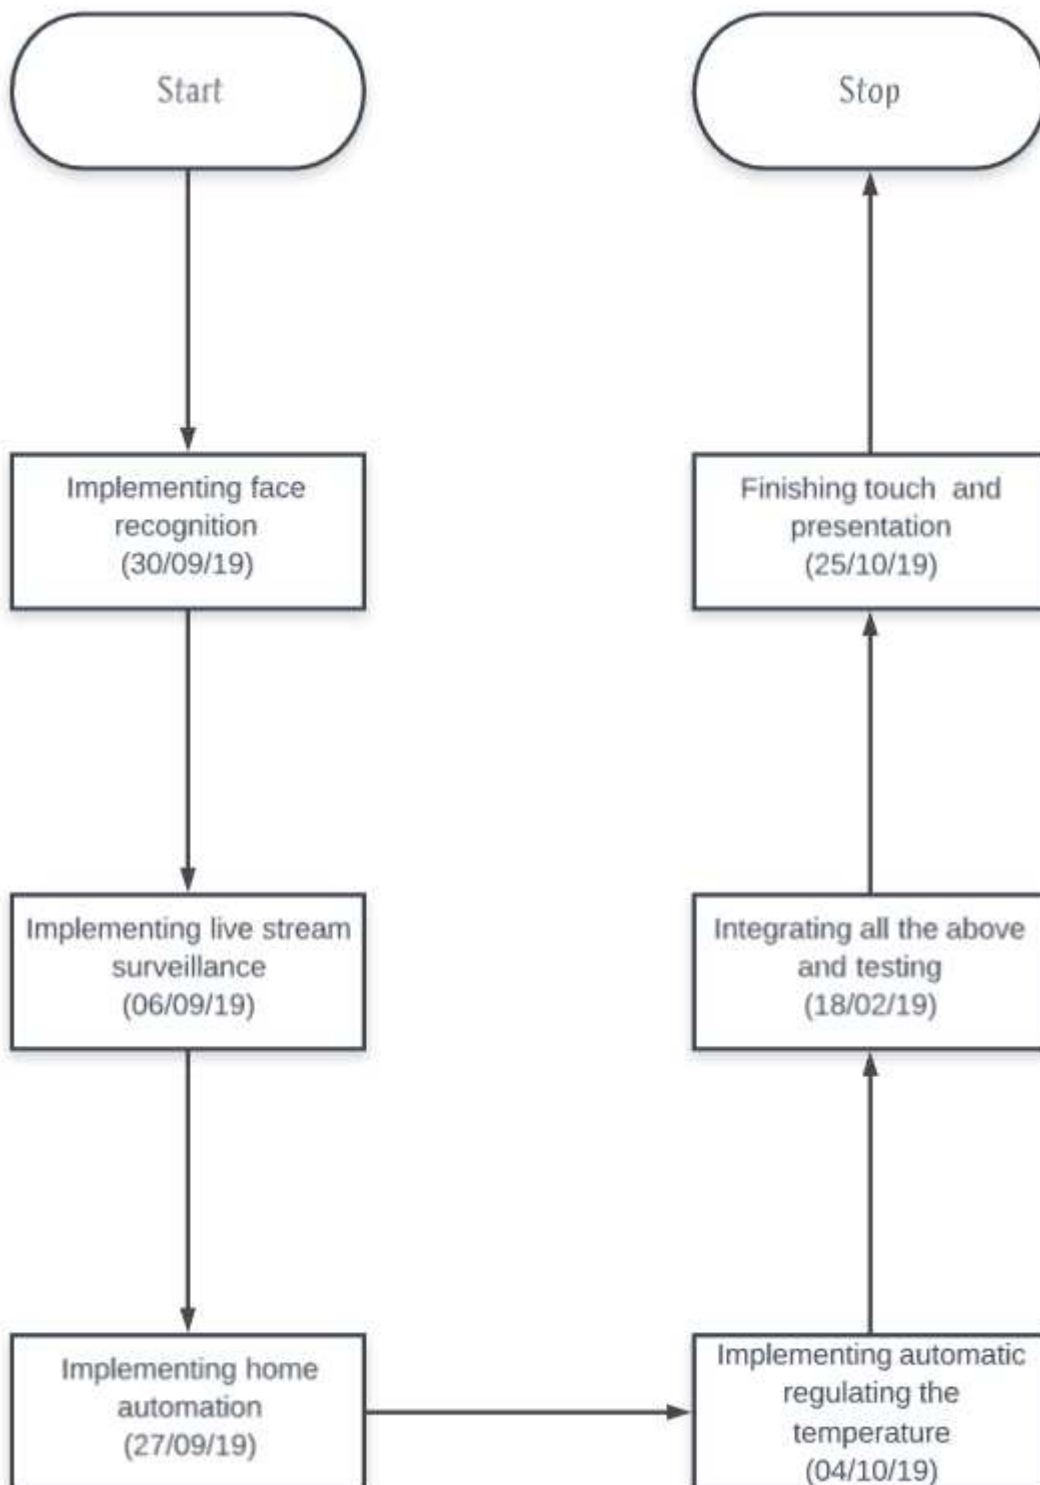 Start
Implementing face
recognition
(30/09/19)
Implementing live stream
surveillance
(06/09/19)
Implementing home
automation
(27/09/19)
Implementing automatic
regulating the
temperature
(04/10/19)
Integrating all the above
and testing
(18/02/19)
Finishing touch and
presentation
(25/10/19)
Stop